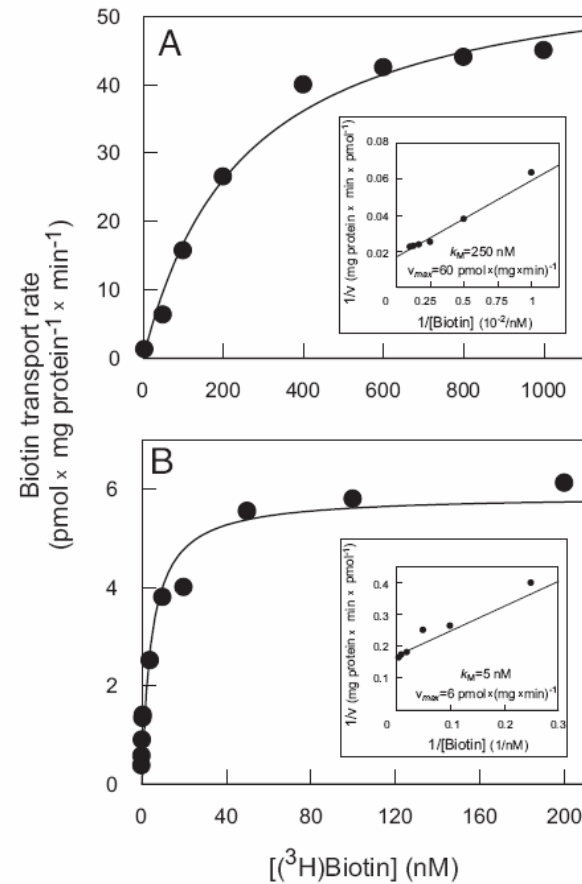 A
50
40
30
20
10
0
0
200
400
600
800
1000
1/v (mg protein × min × pmol⁻¹)
0.08
0.06
0.04
0.02
0
kM=250 nM
vmax=60 pmol×(mg×min)⁻¹
0.25
0.5
1
1/[Biotin] (10⁻²/nM)
Biotin transport rate
(pmol x mg protein⁻¹ x min⁻¹)
B
6
4
2
0
0
40
80
120
160
200
1/v (mg protein × min × pmol⁻¹)
0.4
0.3
0.2
0.1
0
kM=5 nM
vmax=6 pmol×(mg×min)⁻¹
0.1
0.2
0.3
1/[Biotin] (1/nM)
[(³H)Biotin] (nM)